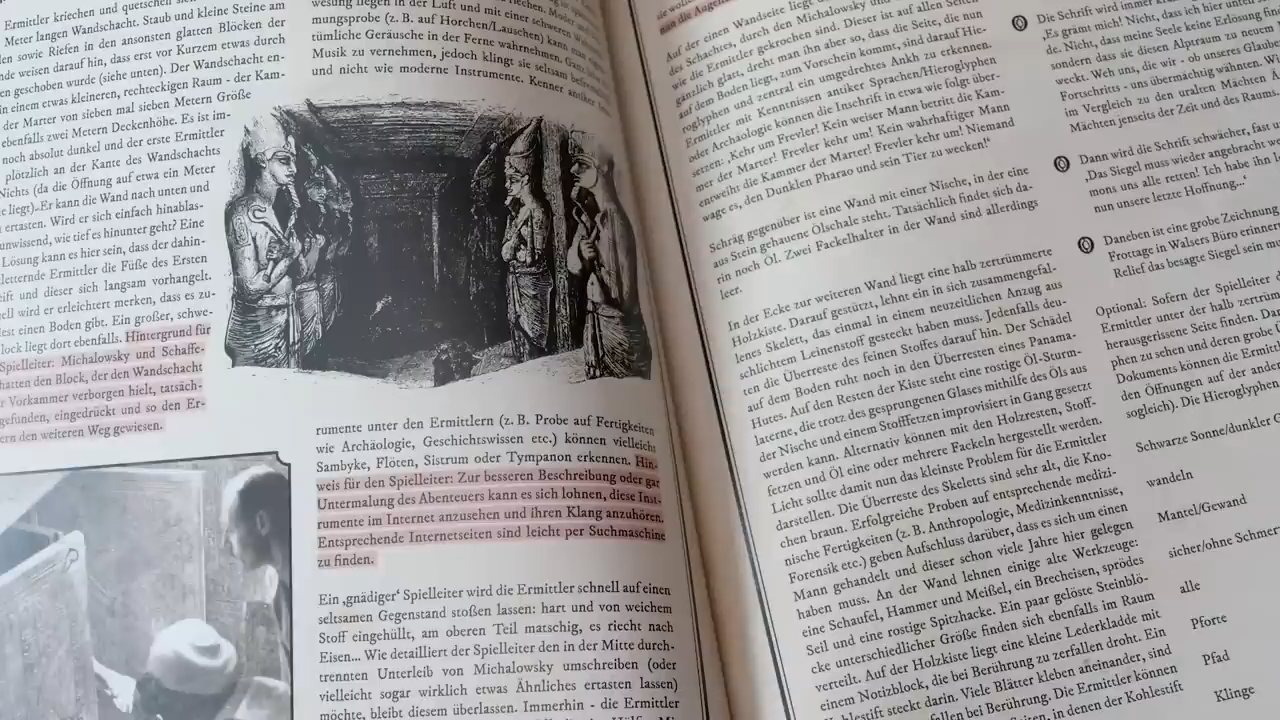 Ermittler kriechen und quetschen
Meter langen Wandschacht. Staub und kleine Steine am
sowie Riefen in den ansonsten glatten Blöcken der
weisen darauf hin, dass erst vor Kurzem etwas durch
geschoben wurde (siehe unten). Der Wandschacht en-
in einem etwas kleineren, rechteckigen Raum - der Kam-
der Marter von sieben mal sieben Metern Größe
ebenfalls zwei Metern Deckenhöhe. Es ist im-
noch absolut dunkel und der erste Ermittler
plötzlich an der Kante des Wandschachts
Nichts (da die Öffnung auf etwa ein Meter
liegt). Er kann die Wand nach unten und
ertasten. Wird er sich einfach hinablas-
unwissend, wie tief es hinunter geht? Eine
Lösung kann es hier sein, dass der dahin-
letternde Ermittler die Füße des Ersten
und dieser sich langsam vorhangelt.
wird er erleichtert merken, dass es zu-
einen Boden gibt. Ein großer, schwe-
lock liegt dort ebenfalls. Hintergrund für
Spielleiter: Michalowsky und Schaffe-
hatten den Block, der den Wandschacht
Vorkammer verborgen hielt, tatsäch-
gefunden, eingedrückt und so den Er-
ern den weiteren Weg gewiesen.
wesung liegen in der Luft und mit einer schweren
mungsprobe (z. B. auf Horchen/Lauschen) kann man
tümliche Geräusche in der Ferne wahrnehmen.
Musik zu vernehmen, jedoch klingt sie seltsam
und nicht wie moderne Instrumente. Kenner antiker
rumente unter den Ermittlern (z. B. Probe auf Fertigkeiten
wie Archäologie, Geschichtswissen etc.) können vielleicht
Sambyke, Flöten, Sistrum oder Tympanon erkennen. Hin-
weis für den Spielleiter: Zur besseren Beschreibung oder gar
Untermalung des Abenteuers kann es sich lohnen, diese Inst-
rumente im Internet anzusehen und ihren Klang anzuhören.
Entsprechende Internetseiten sind leicht per Suchmaschine
zu finden.
Ein ‚gnädiger‘ Spielleiter wird die Ermittler schnell auf einen
seltsamen Gegenstand stoßen lassen: hart und von weichem
Stoff eingehüllt, am oberen Teil matschig, es riecht nach
Eisen... Wie detailliert der Spielleiter den in der Mitte durch-
trennten Unterleib von Michalowsky umschreiben (oder
vielleicht sogar wirklich etwas Ähnliches ertasten lassen)
möchte, bleibt diesem überlassen. Immerhin - die Ermittler
Auf der einen Wandseite liegt
des Schachtes, durch den Michalowsky und
wie die Ermittler gekrochen sind. Dieser ist auf allen Seiten
gänzlich glatt, dreht man ihn aber so, dass die Seite, die nun
auf dem Boden liegt, zum Vorschein kommt, sind darauf Hie-
roglyphen und zentral ein umgedrehtes Ankh zu erkennen.
Ermittler mit Kenntnissen antiker Sprachen/Hieroglyphen
oder Archäologie können die Inschrift in etwa wie folgt über-
setzen: „Kehr um Frevler! Kein weiser Mann betritt die Kam-
mer der Marter! Frevler kehr um! Kein wahrhaftiger Mann
entweiht die Kammer der Marter! Frevler kehr um! Niemand
wage es, den Dunklen Pharao und sein Tier zu wecken!“
Schräg gegenüber ist eine Wand mit einer Nische, in der eine
aus Stein gehauene Ölschale steht. Tatsächlich findet sich da-
rin noch Öl. Zwei Fackelhalter in der Wand sind allerdings
leer.
In der Ecke zur weiteren Wand liegt eine halb zertrümmerte
Holzkiste. Darauf gestützt, lehnt ein in sich zusammengefal-
lenes Skelett, das einmal in einem neuzeitlichen Anzug aus
schlichtem Leinenstoff gesteckt haben muss. Jedenfalls deu-
ten die Überreste des feinen Stoffes darauf hin. Der Schädel
auf dem Boden ruht noch in den Überresten eines Panama-
Hutes. Auf den Resten der Kiste steht eine rostige Öl-Sturm-
laterne, die trotz des gesprungenen Glases mithilfe des Öls aus
der Nische und einem Stofffetzen improvisiert in Gang gesetzt
werden kann. Alternativ können mit den Holzresten, Stoff-
fetzen und Öl eine oder mehrere Fackeln hergestellt werden.
Licht sollte damit nun das kleinste Problem für die Ermittler
darstellen. Die Überreste des Skeletts sind sehr alt, die Kno-
chen braun. Erfolgreiche Proben auf entsprechende medizi-
nische Fertigkeiten (z. B. Anthropologie, Medizinkenntnisse,
Forensik etc.) geben Aufschluss darüber, dass es sich um einen
Mann gehandelt und dieser schon viele Jahre hier gelegen
haben muss. An der Wand lehnen einige alte Werkzeuge:
eine Schaufel, Hammer und Meißel, ein Brecheisen, sprödes
Seil und eine rostige Spitzhacke. Ein paar gelöste Steinblö-
cke unterschiedlicher Größe finden sich ebenfalls im Raum
verteilt. Auf der Holzkiste liegt eine kleine Lederkladde mit
einem Notizblock, die bei Berührung zu zerfallen droht. Ein
Kohlestift steckt darin. Viele Blätter kleben aneinander, sind
fallen bei Berührung. Die Ermittler können
in denen der Kohlestift
Die Schrift wird immer
‚Es grämt mich! Nicht, dass ich hier unten
de. Nicht, dass meine Seele keine Erlösung
sondern dass sie diesen Alptraum zu neuem
weckt. Weh uns, die wir - ob unseres Glaubens
Fortschritts - uns übermächtig wähnten.
im Vergleich zu den uralten Mächten
Mächten jenseits der Zeit und des Raums
Dann wird die Schrift schwächer, fast
‚Das Siegel muss wieder angebracht
mons uns alle retten! Ich habe ihn
nun unsere letzte Hoffnung...‘
Daneben ist eine grobe Zeichnung
Frottage in Walsers Büro erinnert
Relief das besagte Siegel sein
Optional: Sofern der Spielleiter
Ermittler unter der halb zertrüm
herausgerissene Seite finden.
phen zu sehen und deren grobe
Dokuments können die Ermittl
den Öffnungen auf der ander
sogleich). Die Hieroglyphen
Schwarze Sonne/dunkler
wandeln
Mantel/Gewand
sicher/ohne Schmer
alle
Pforte
Pfad
Klinge